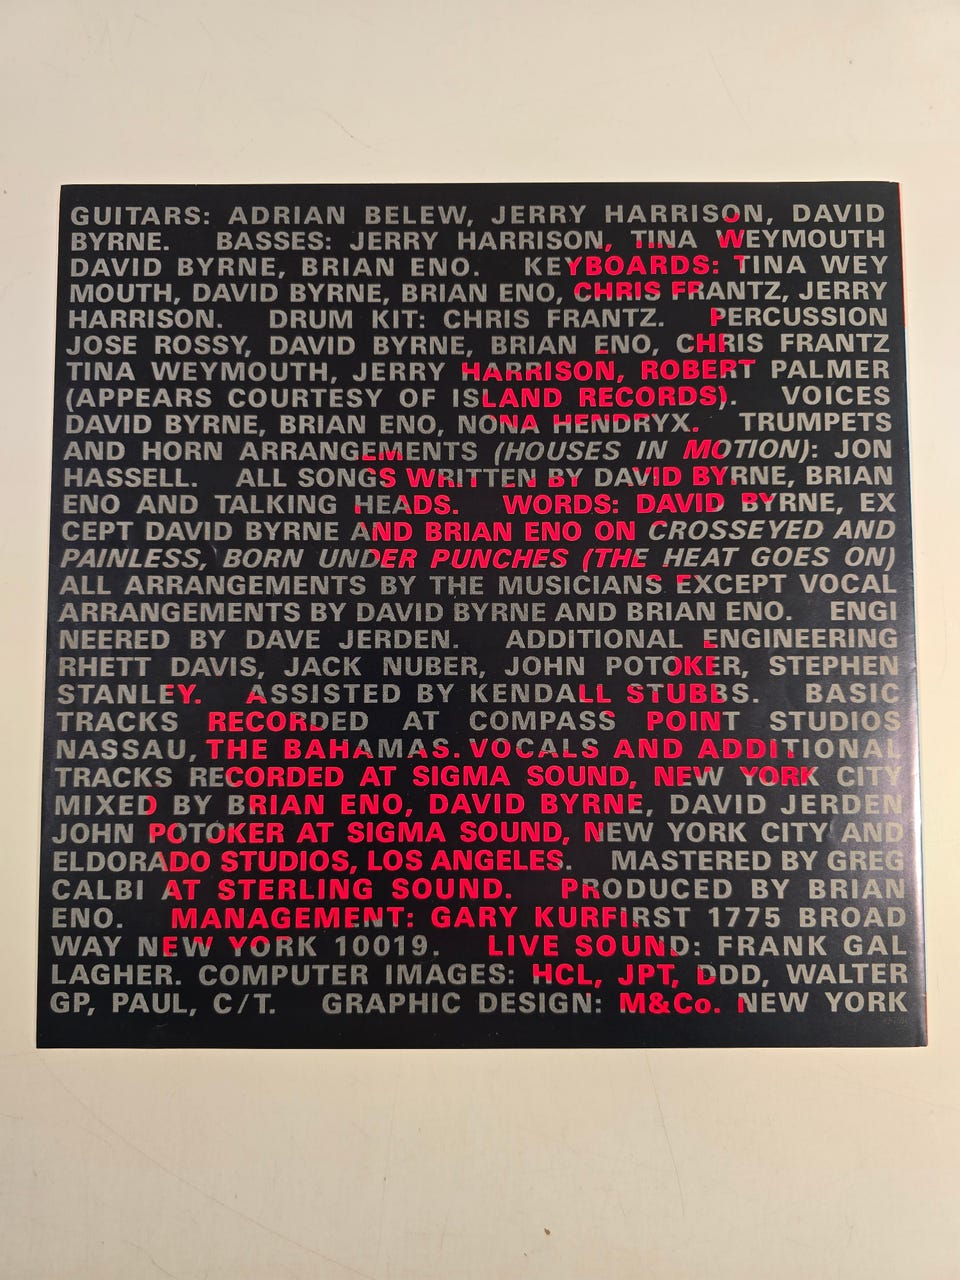 GUITARS: ADRIAN BELEW, JERRY HARRISON, DAVID
BYRNE. BASSES: JERRY HARRISON, TINA WEYMOUTH
DAVID BYRNE, BRIAN ENO. KEYBOARDS: TINA WEY
MOUTH, DAVID BYRNE, BRIAN ENO, CHRIS FRANTZ, JERRY
HARRISON. DRUM KIT: CHRIS FRANTZ. PERCUSSION
JOSE ROSSY, DAVID BYRNE, BRIAN ENO, CHRIS FRANTZ
TINA WEYMOUTH, JERRY HARRISON, ROBERT PALMER
(APPEARS COURTESY OF ISLAND RECORDS). VOICES
DAVID BYRNE, BRIAN ENO, NONA HENDRYX. TRUMPETS
AND HORN ARRANGEMENTS (HOUSES IN MOTION): JON
HASSELL. ALL SONGS WRITTEN BY DAVID BYRNE, BRIAN
ENO AND TALKING HEADS. WORDS: DAVID BYRNE, EX
CEPT DAVID BYRNE AND BRIAN ENO ON CROSSEYED AND
PAINLESS, BORN UNDER PUNCHES (THE HEAT GOES ON)
ALL ARRANGEMENTS BY THE MUSICIANS EXCEPT VOCAL
ARRANGEMENTS BY DAVID BYRNE AND BRIAN ENO. ENGI
NEERED BY DAVE JERDEN. ADDITIONAL ENGINEERING
RHETT DAVIS, JACK NUBER, JOHN POTOKER, STEPHEN
STANLEY. ASSISTED BY KENDALL STUBBS. BASIC
TRACKS RECORDED AT COMPASS POINT STUDIOS
NASSAU, THE BAHAMAS. VOCALS AND ADDITIONAL
TRACKS RECORDED AT SIGMA SOUND, NEW YORK CITY
MIXED BY BRIAN ENO, DAVID BYRNE, DAVID JERDEN
JOHN POTOKER AT SIGMA SOUND, NEW YORK CITY AND
ELDORADO STUDIOS, LOS ANGELES. MASTERED BY GREG
CALBI AT STERLING SOUND. PRODUCED BY BRIAN
ENO. MANAGEMENT: GARY KURFIRST 1775 BROAD
WAY NEW YORK 10019. LIVE SOUND: FRANK GAL
LAGHER. COMPUTER IMAGES: HCL, JPT, DDD, WALTER
GP, PAUL, C/T. GRAPHIC DESIGN: M&Co. NEW YORK